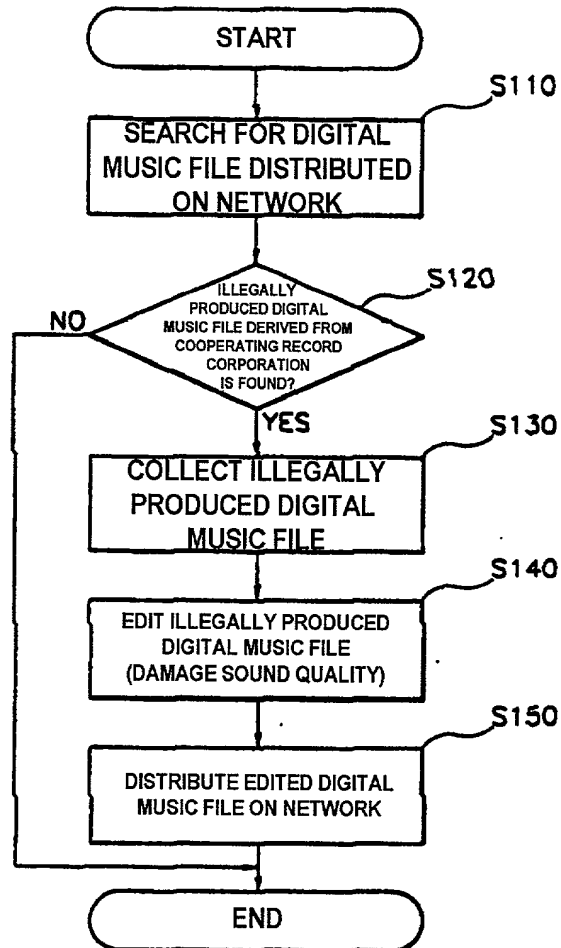 START
S110
SEARCH FOR DIGITAL
MUSIC FILE DISTRIBUTED
ON NETWORK
S120
ILLEGALLY
PRODUCED DIGITAL
MUSIC FILE DERIVED FROM
COOPERATING RECORD
CORPORATION
IS FOUND?
NO
YES
S130
COLLECT ILLEGALLY
PRODUCED DIGITAL
MUSIC FILE
S140
EDIT ILLEGALLY PRODUCED
DIGITAL MUSIC FILE
(DAMAGE SOUND QUALITY)
S150
DISTRIBUTE EDITED DIGITAL
MUSIC FILE ON NETWORK
END